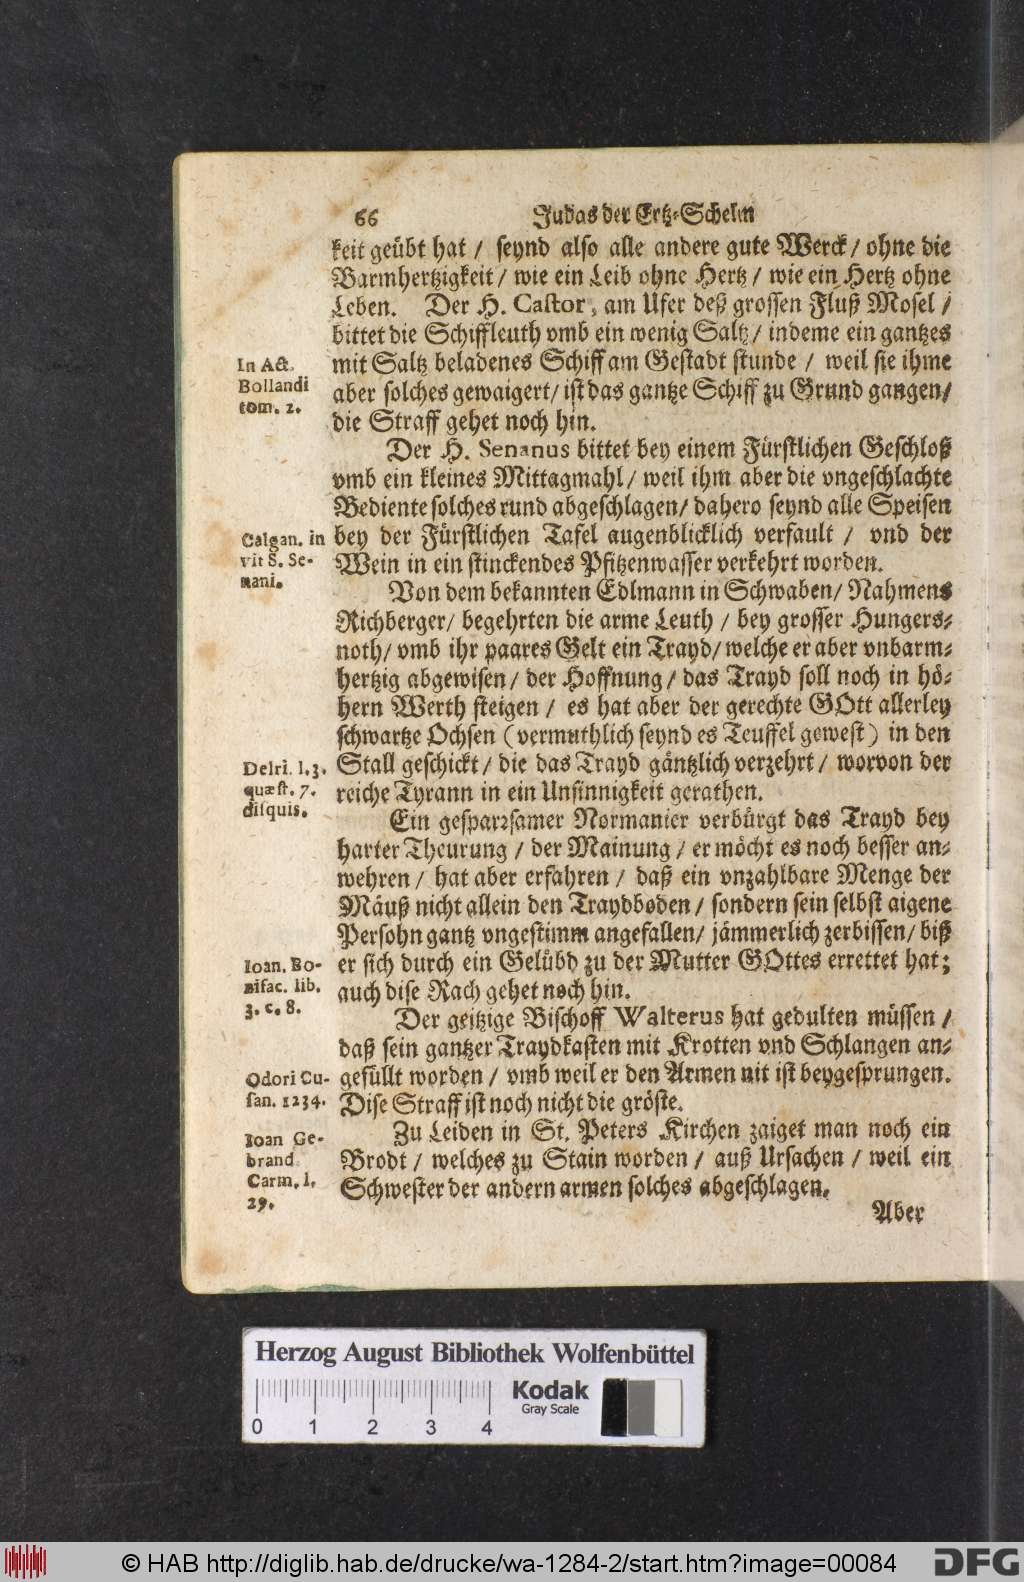 66 Judas der Ertz-Schelm
keit geübt hat / seynd also alle andere gute Werck / ohne die
Barmhertzigkeit / wie ein Leib ohne Hertz / wie ein Hertz ohne
Leben. Der H. Castor, am Ufer deß grossen Fluß Mosel /
bittet die Schiffleuth vmb ein wenig Saltz / indeme ein gantzes
mit Saltz beladenes Schiff am Gestadt stunde / weil sie ihme
aber solches gewaigert / ist das gantze Schiff zu Grund gangen /
die Straff gehet noch hin.
In Act.
Bollandi
tom. 2.
Der H. Senanus bittet bey einem Fürstlichen Geschloß
vmb ein kleines Mittagmahl / weil ihm aber die vngeschlachte
Bediente solches rund abgeschlagen / dahero seynd alle Speisen
bey der Fürstlichen Tafel augenblicklich verfault / vnd der
Wein in ein stinckendes Pfitzenwasser verkehrt worden.
Calgan. in
vit S. Se-
nani.
Von dem bekannten Edlmann in Schwaben / Nahmens
Richberger / begehrten die arme Leuth / bey grosser Hungers-
noth / vmb ihr paares Gelt ein Trayd / welche er aber vnbarm-
hertzig abgewisen / der Hoffnung / das Trayd soll noch in hö-
hern Werth steigen / es hat aber der gerechte GOtt allerley
schwartze Ochsen (vermuthlich seynd es Teuffel gewest) in den
Stall geschickt / die das Trayd gäntzlich verzehrt / worvon der
reiche Tyrann in ein Unsinnigkeit gerathen.
Delri. l. 3.
quæst. 7.
disquis.
Ein gesparsamer Normanier verbürgt das Trayd bey
harter Theurung / der Mainung / er möcht es noch besser an-
wehren / hat aber erfahren / daß ein vnzahlbare Menge der
Mäuß nicht allein den Traydboden / sondern sein selbst aigene
Persohn gantz vngestimm angefallen / jämmerlich zerbissen / biß
er sich durch ein Gelübd zu der Mutter GOttes errettet hat;
auch dise Rach gehet noch hin.
Ioan. Bo-
nifac. lib.
3. c. 8.
Der geitzige Bischoff Walterus hat gedulten müssen /
daß sein gantzer Traydkasten mit Krotten vnd Schlangen an-
gefüllt worden / vmb weil er den Armen nit ist beygesprungen.
Dise Straff ist noch nicht die gröste.
Odori Cu-
san. 1234.
Zu Leiden in St. Peters Kirchen zaiget man noch ein
Brodt / welches zu Stain worden / auß Ursachen / weil ein
Schwester der andern armen solches abgeschlagen.
Ioan Ge-
brand
Carm. l.
29.
Aber
Herzog August Bibliothek Wolfenbüttel
0 1 2 3 4
Kodak
Gray Scale
© HAB http://diglib.hab.de/drucke/wa-1284-2/start.htm?image=00084
DFG